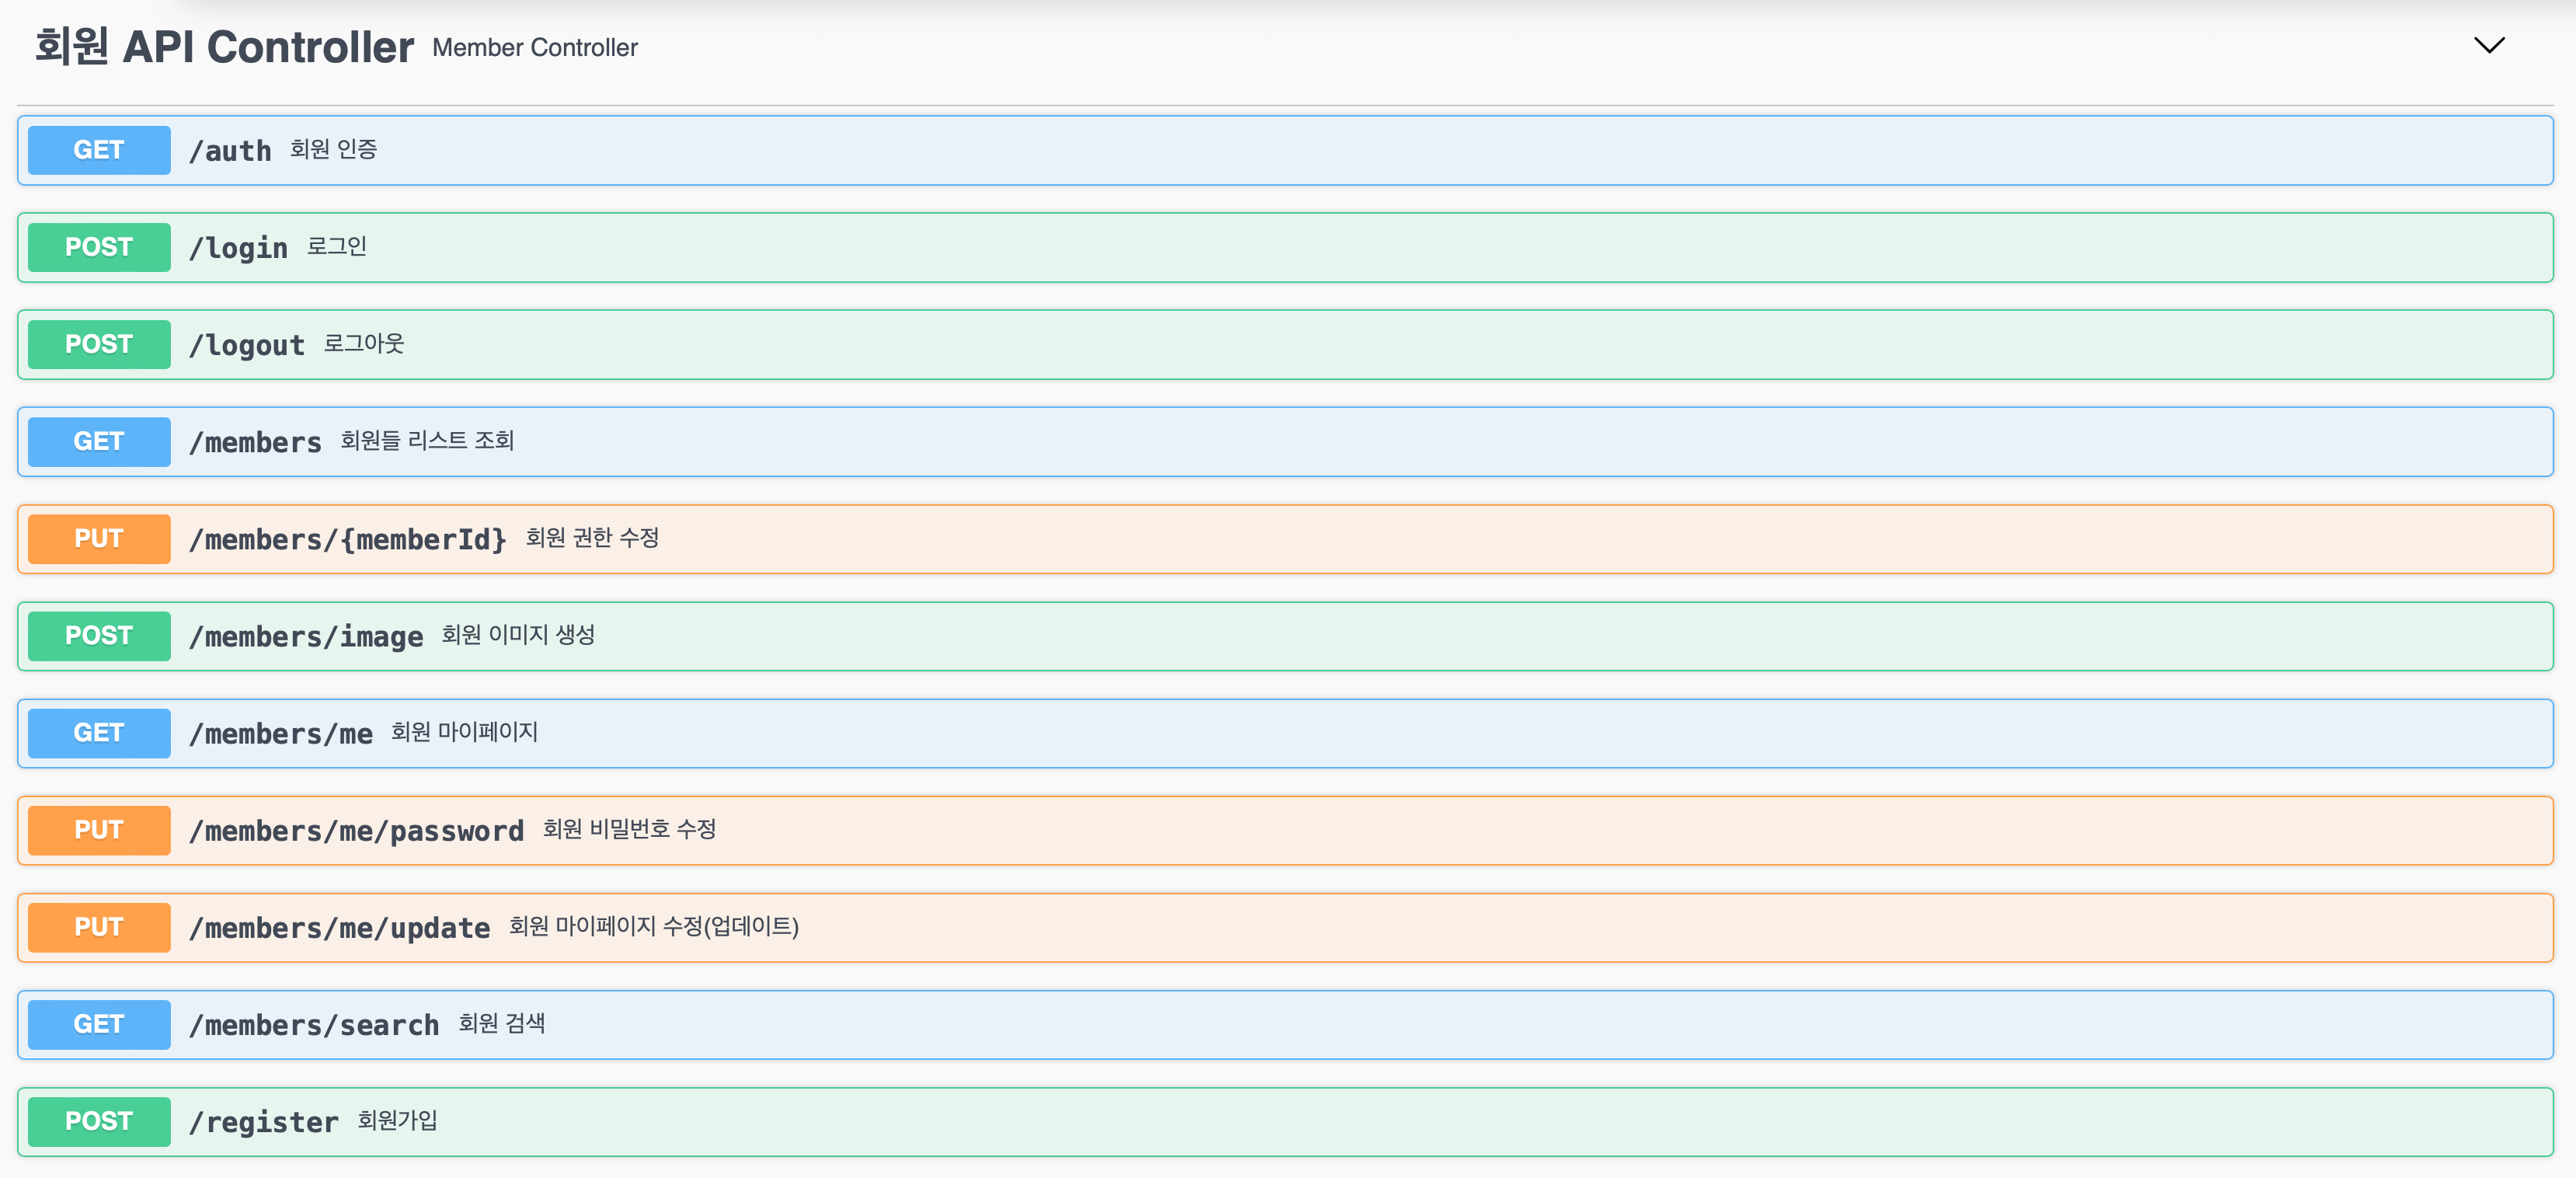 회원 API Controller Member Controller
GET /auth 회원 인증
POST /login 로그인
POST /logout 로그아웃
GET /members 회원들 리스트 조회
PUT /members/{memberId} 회원 권한 수정
POST /members/image 회원 이미지 생성
GET /members/me 회원 마이페이지
PUT /members/me/password 회원 비밀번호 수정
PUT /members/me/update 회원 마이페이지 수정(업데이트)
GET /members/search 회원 검색
POST /register 회원가입